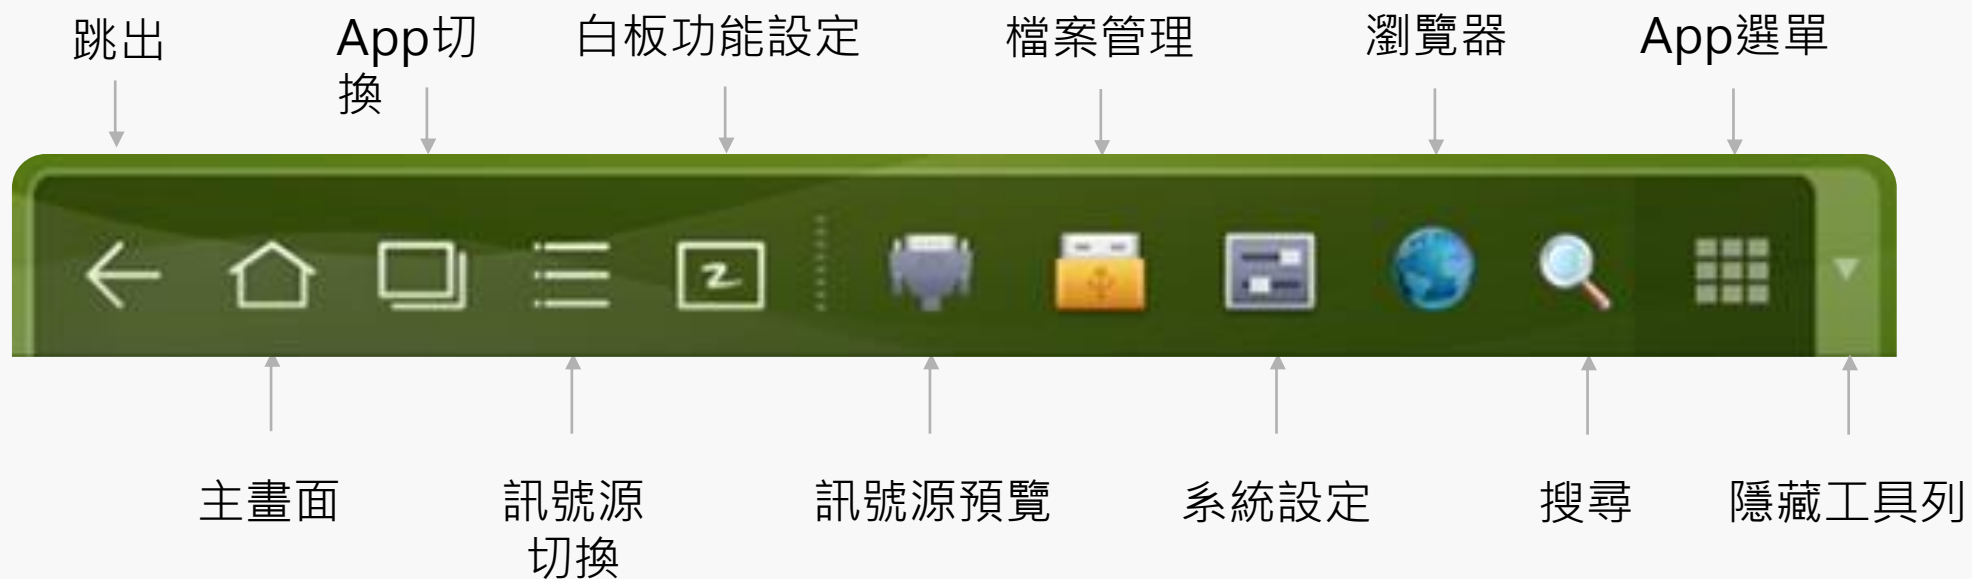 跳出
App切
換
白板功能設定
檔案管理
瀏覽器
App選單
主畫面
訊號源
切換
訊號源預覽
系統設定
搜尋
隱藏工具列